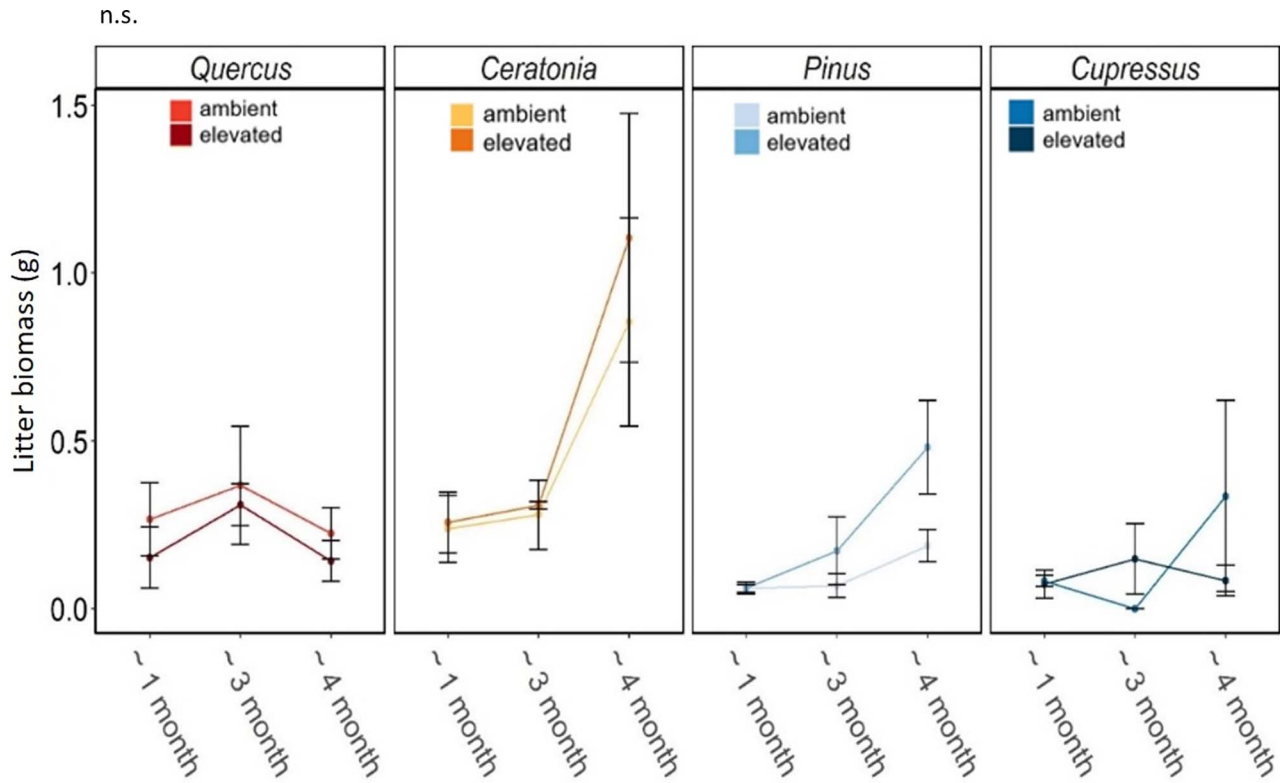 n.s.
Quercus
Ceratonia
Pinus
Cupressus
ambient
elevated
ambient
elevated
ambient
elevated
ambient
elevated
Litter biomass (g)
1.5
1.0
0.5
0.0
~ 1 month
~ 3 month
~ 4 month
~ 1 month
~ 3 month
~ 4 month
~ 1 month
~ 3 month
~ 4 month
~ 1 month
~ 3 month
~ 4 month